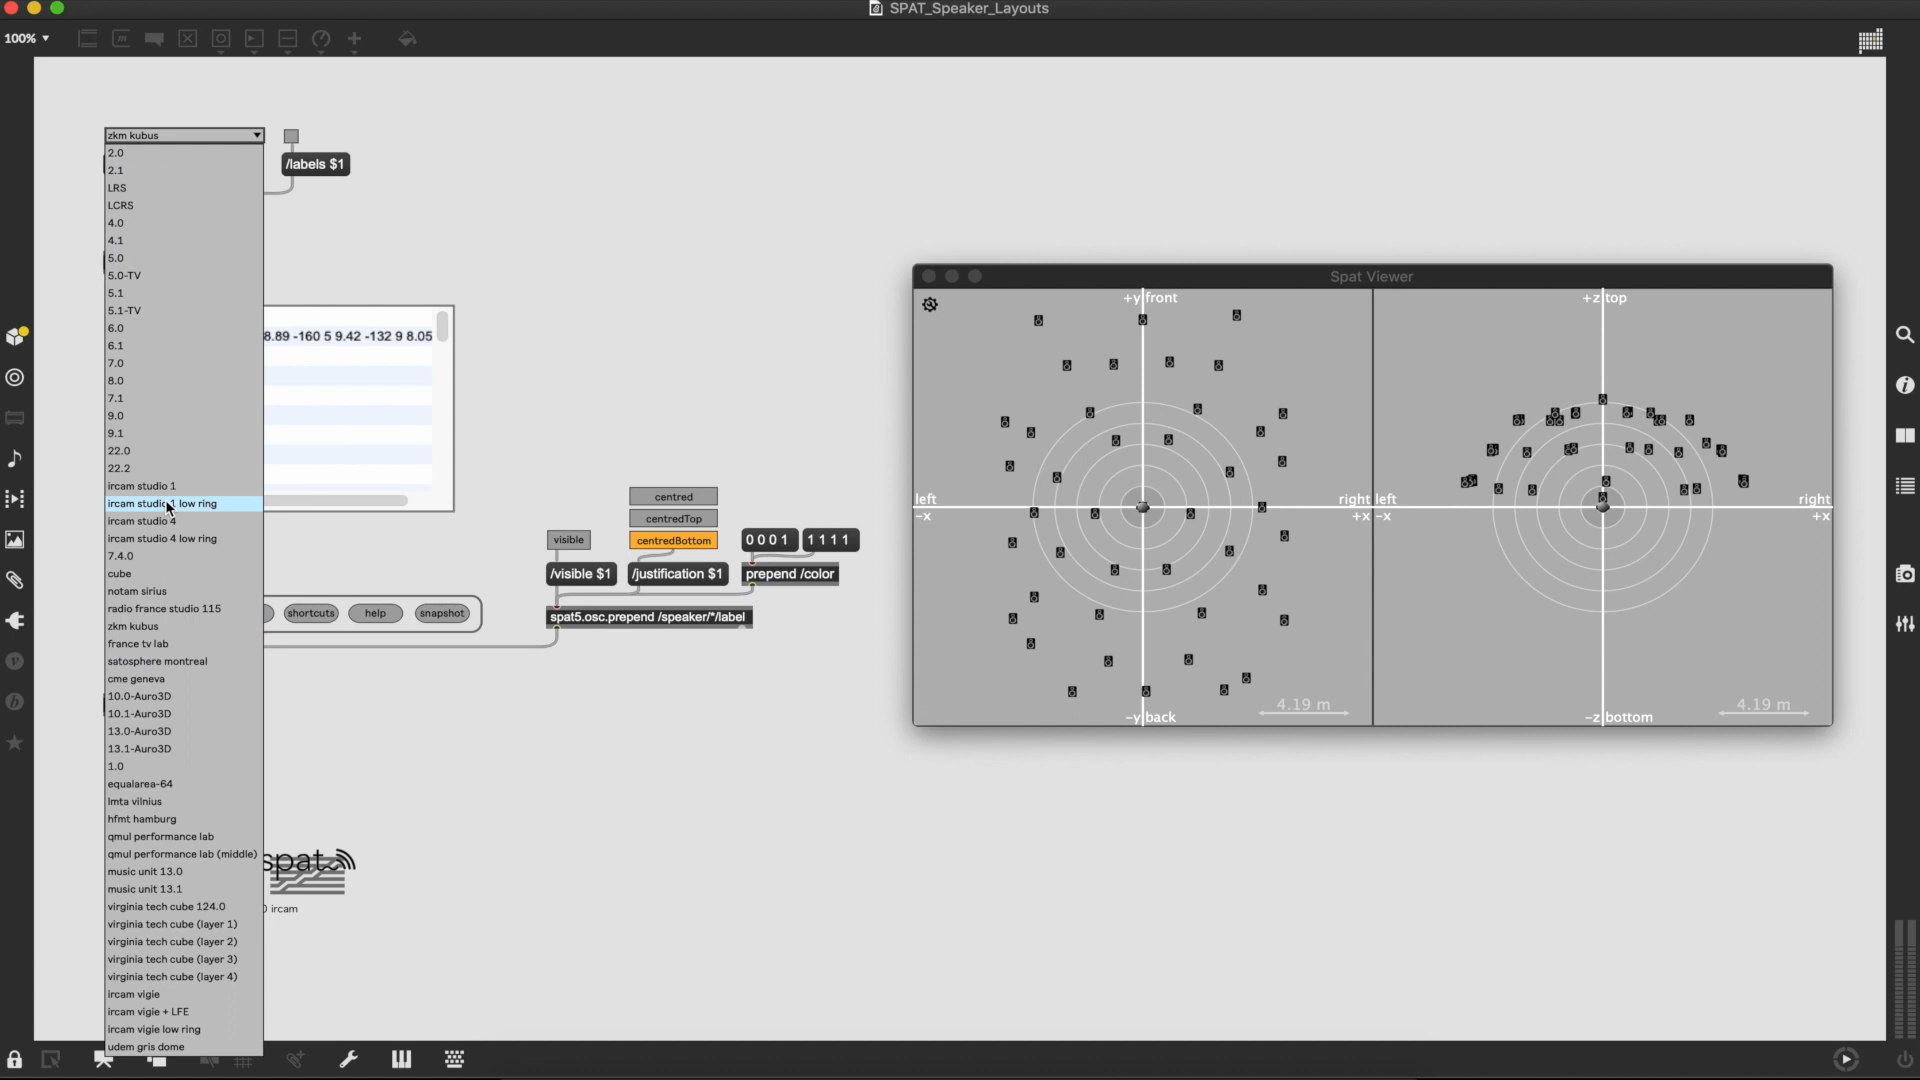 SPAT_Speaker_Layouts
100%
zkm kubus
2.0
2.1
LRS
LCRS
4.0
4.1
5.0
5.0-TV
5.1
5.1-TV
6.0
6.1
7.0
8.0
7.1
9.0
9.1
22.0
22.2
ircam studio 1
ircam studio 1 low ring
ircam studio 4
ircam studio 4 low ring
7.4.0
cube
notam sirius
radio france studio 115
zkm kubus
france tv lab
satosphere montreal
cme geneva
10.0-Auro3D
10.1-Auro3D
13.0-Auro3D
13.1-Auro3D
1.0
equalarea-64
lmta vilnius
hfmt hamburg
qmul performance lab
qmul performance lab (middle)
music unit 13.0
music unit 13.1
virginia tech cube 124.0
virginia tech cube (layer 1)
virginia tech cube (layer 2)
virginia tech cube (layer 3)
virginia tech cube (layer 4)
ircam vigie
ircam vigie + LFE
ircam vigie low ring
udem gris dome
/labels $1
8.89 -160 5 9.42 -132 9 8.05
shortcuts
help
snapshot
spat
ircam
centred
centredTop
centredBottom
visible
0 0 0 1
1 1 1 1
/visible $1
/justification $1
prepend /color
spat5.osc.prepend /speaker/*/label
Spat Viewer
+y front
left
-x
right
+x
4.19 m
-y back
+z top
left
-x
right
+x
4.19 m
-z bottom